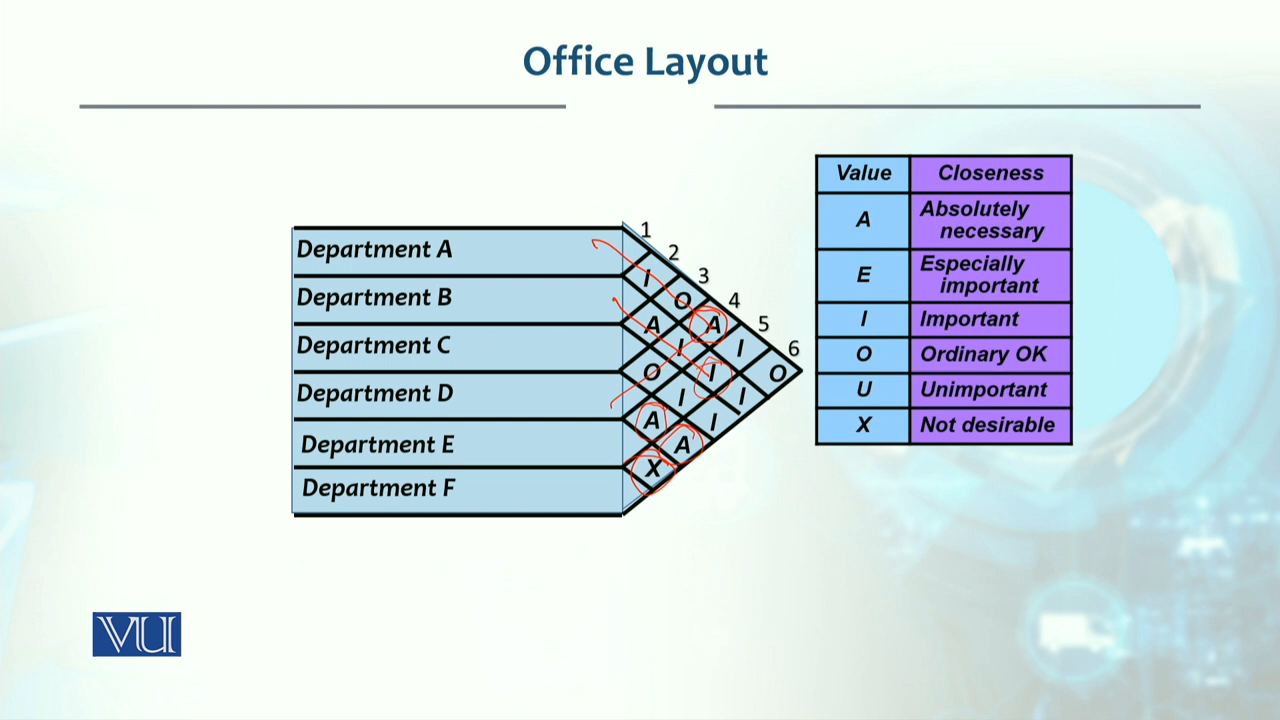 Office Layout
Value Closeness
A Absolutely
necessary
E Especially
important
I Important
O Ordinary OK
U Unimportant
X Not desirable
Department A
Department B
Department C
Department D
Department E
Department F
1
2
3
4
5
6
I
O
A A
I I
O I O
I I
A I
A
X
VU